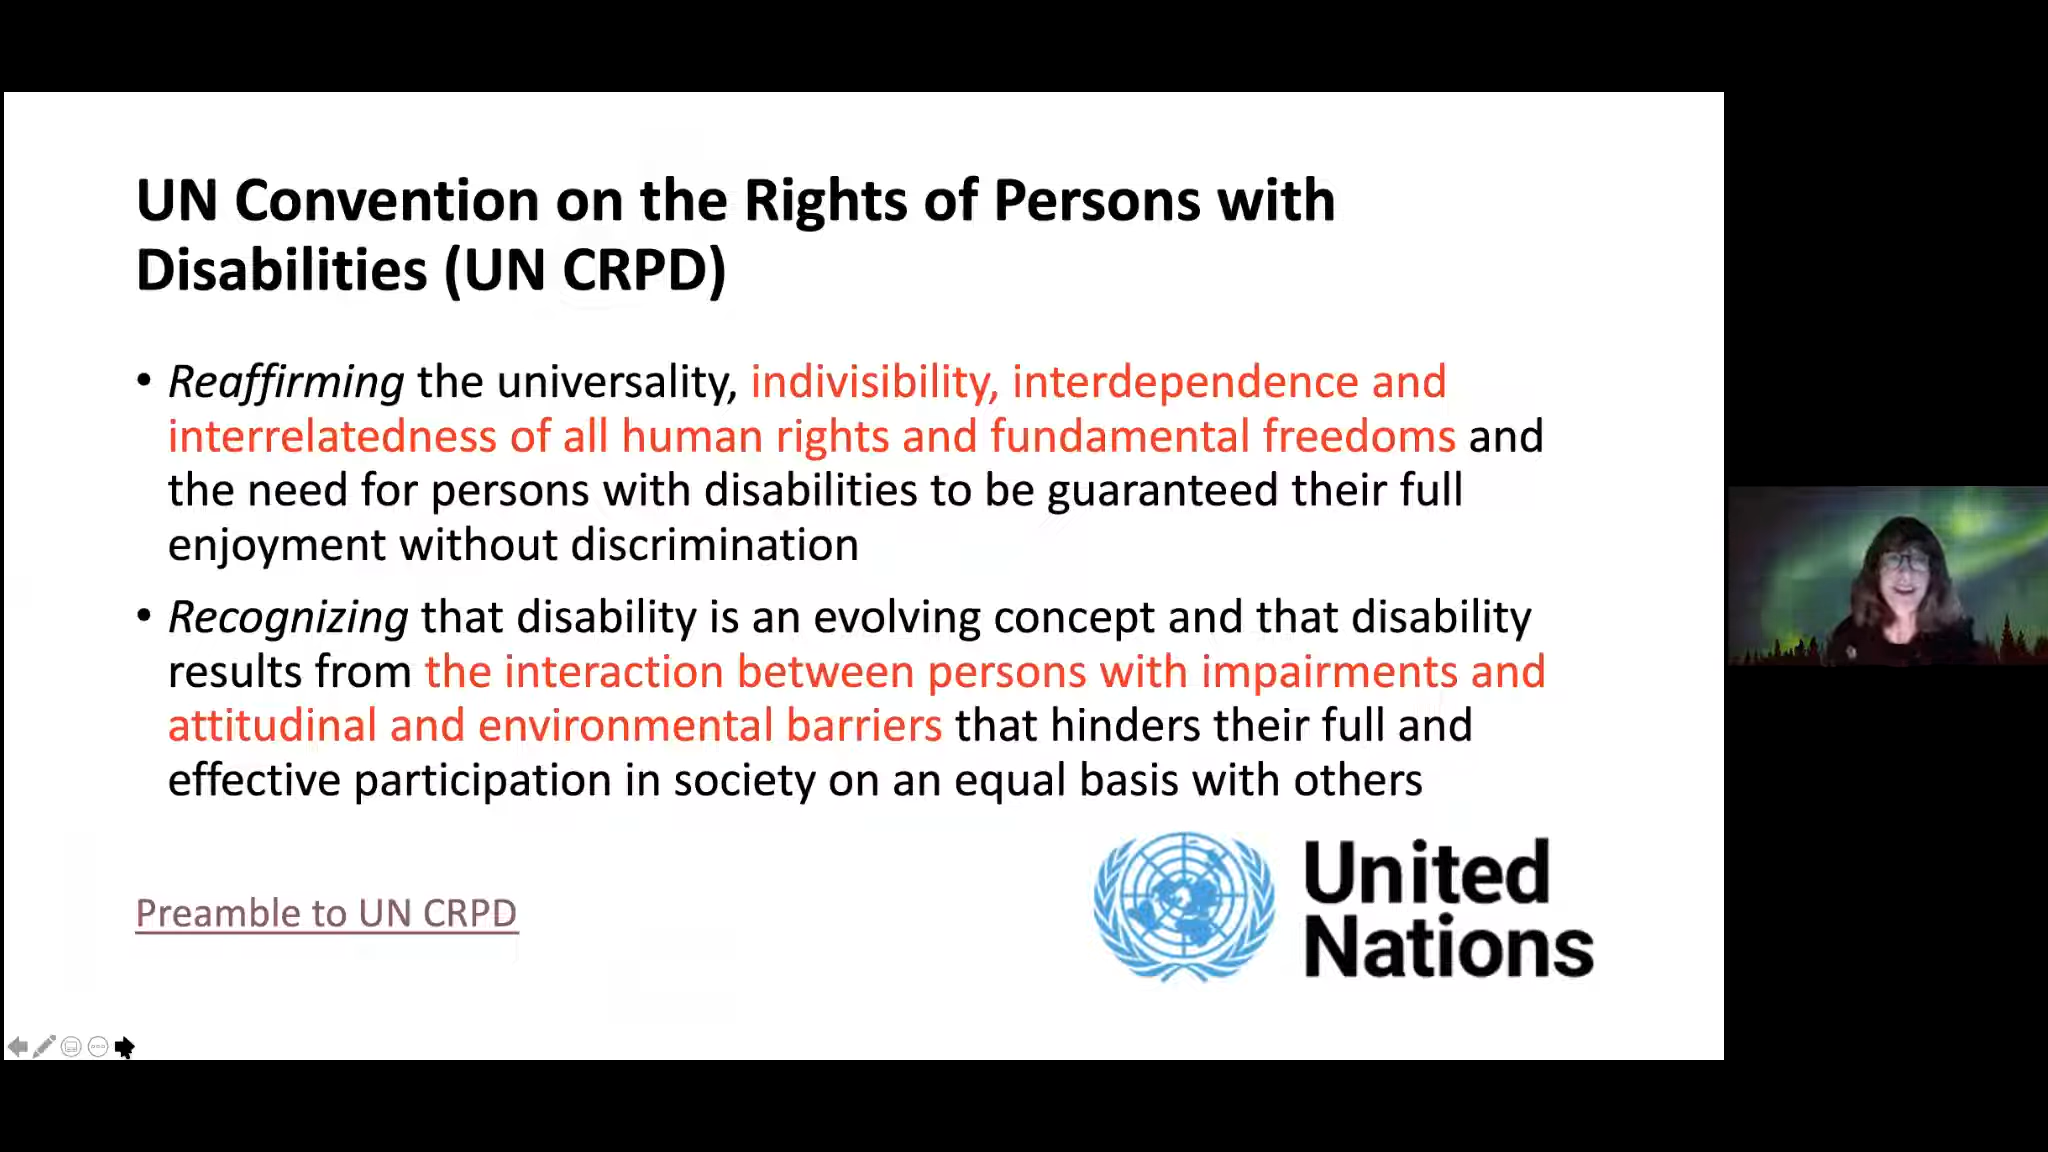 UN Convention on the Rights of Persons with
Disabilities (UN CRPD)
• Reaffirming the universality, indivisibility, interdependence and
interrelatedness of all human rights and fundamental freedoms and
the need for persons with disabilities to be guaranteed their full
enjoyment without discrimination
• Recognizing that disability is an evolving concept and that disability
results from the interaction between persons with impairments and
attitudinal and environmental barriers that hinders their full and
effective participation in society on an equal basis with others
Preamble to UN CRPD
United
Nations